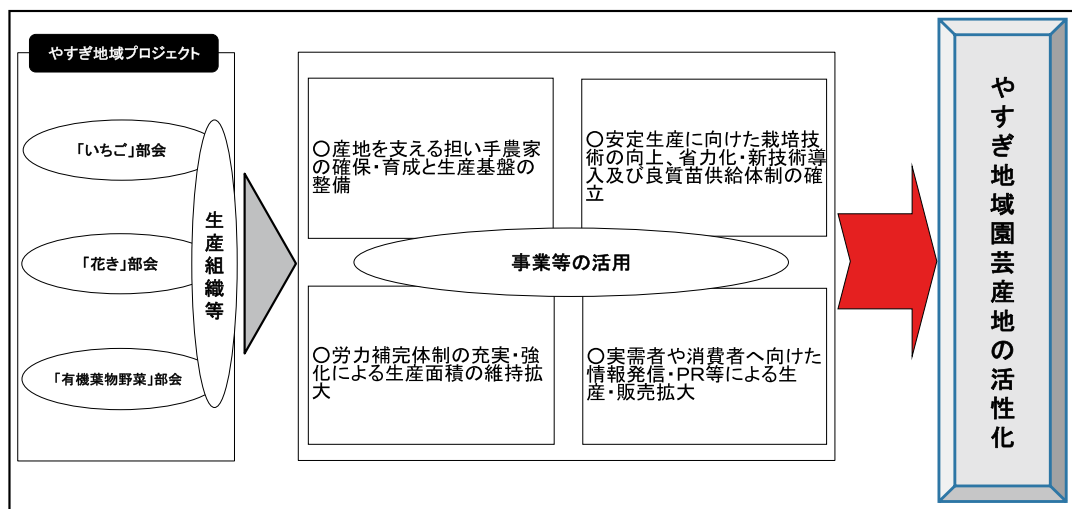 やすぎ地域プロジェクト
「いちご」部会
「花き」部会
「有機葉物野菜」部会
生産組織等
○産地を支える担い手農家
の確保・育成と生産基盤の
整備
○安定生産に向けた栽培技
術の向上、省力化・新技術導
入及び良質苗供給体制の確
立
事業等の活用
○労力補完体制の充実・強
化による生産面積の維持拡
大
○実需者や消費者へ向けた
情報発信・PR等による生
産・販売拡大
やすぎ地域園芸産地の活性化